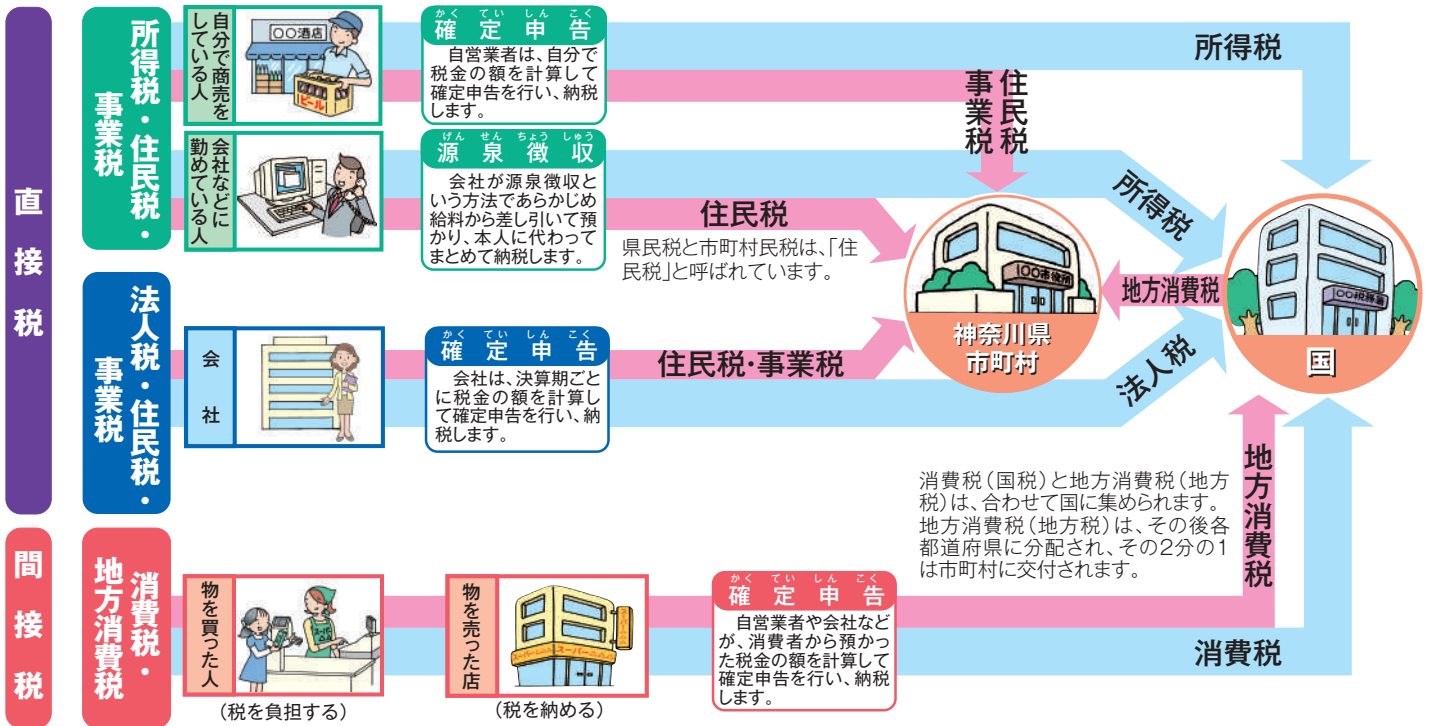 直接税
所得税・住民税・
事業税
自分で商売を
している人
〇〇酒店
ビール
かくていしんこく
確定申告
自営業者は、自分で
税金の額を計算して
確定申告を行い、納税
します。
所得税
住民税
事業税
会社などに
勤めている人
げんせんちょうしゅう
源泉徴収
会社が源泉徴収と
いう方法であらかじめ
給料から差し引いて預
かり、本人に代わって
まとめて納税します。
住民税
県民税と市町村民税は、「住
民税」と呼ばれています。
所得税
〇〇市役所
神奈川県
市町村
地方消費税
〇〇税務署
国
法人税・住民税・
事業税
会社
かくていしんこく
確定申告
会社は、決算期ごと
に税金の額を計算し
て確定申告を行い、納
税します。
住民税・事業税
法人税
消費税(国税)と地方消費税(地方
税)は、合わせて国に集められます。
地方消費税(地方税)は、その後各
都道府県に分配され、その2分の1
は市町村に交付されます。
地方消費税
間接税
消費税・
地方消費税
物を買った人
スーパー
(税を負担する)
物を売った店
スーパー△△△
スーパー△△△
(税を納める)
かくていしんこく
確定申告
自営業者や会社など
が、消費者から預かっ
た税金の額を計算して
確定申告を行い、納税
します。
消費税